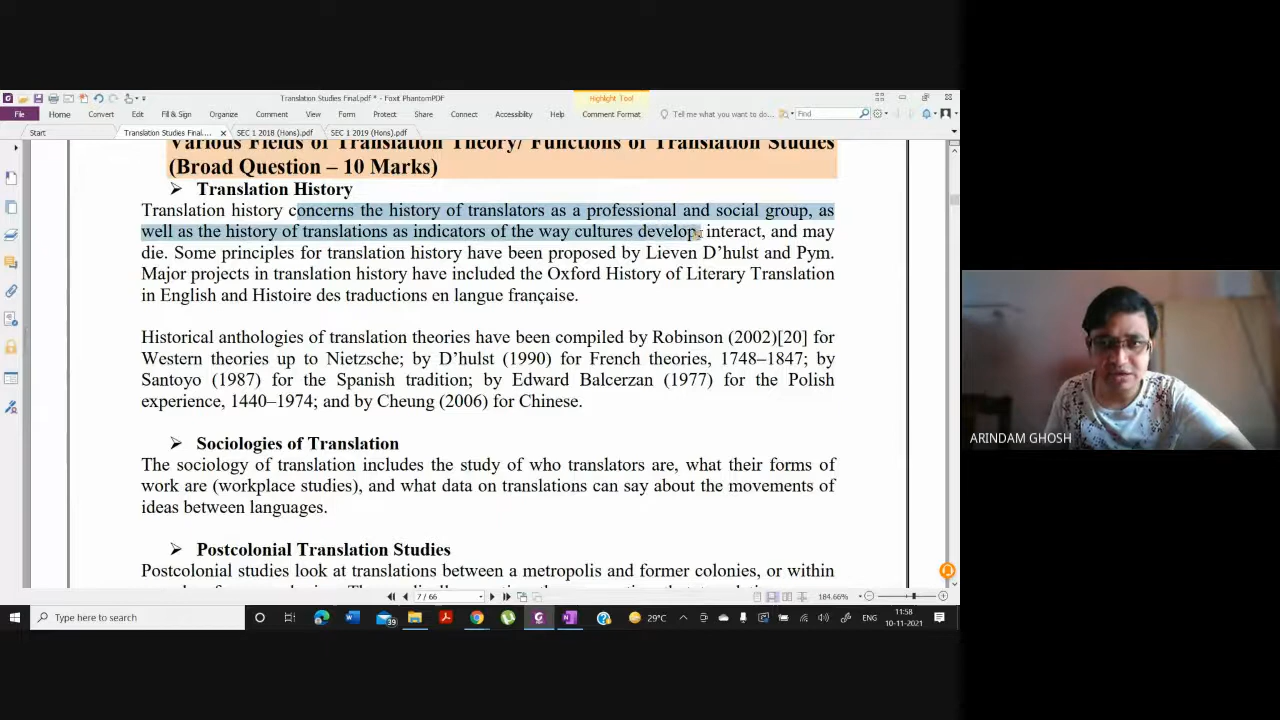 Translation Studies Final.pdf * - Foxit PhantomPDF
Highlight Tool
File Home Convert Fill & Sign Organize Comment View Form Protect Share Connect Accessibility Help Comment Format Tell me what you want to do... Find
Start Translation Studies Final.... SEC 1 2018 (Hons).pdf SEC 1 2019 (Hons).pdf
Various Fields of Translation Theory/ Functions of Translation Studies
(Broad Question – 10 Marks)
➢ Translation History
Translation history concerns the history of translators as a professional and social group, as
well as the history of translations as indicators of the way cultures develop, interact, and may
die. Some principles for translation history have been proposed by Lieven D’hulst and Pym.
Major projects in translation history have included the Oxford History of Literary Translation
in English and Histoire des traductions en langue française.
Historical anthologies of translation theories have been compiled by Robinson (2002)[20] for
Western theories up to Nietzsche; by D’hulst (1990) for French theories, 1748–1847; by
Santoyo (1987) for the Spanish tradition; by Edward Balcerzan (1977) for the Polish
experience, 1440–1974; and by Cheung (2006) for Chinese.
➢ Sociologies of Translation
The sociology of translation includes the study of who translators are, what their forms of
work are (workplace studies), and what data on translations can say about the movements of
ideas between languages.
➢ Postcolonial Translation Studies
Postcolonial studies look at translations between a metropolis and former colonies, or within
ARINDAM GHOSH
7 / 66
184.66%
Type here to search
39
29°C
ENG
11:58
10-11-2021